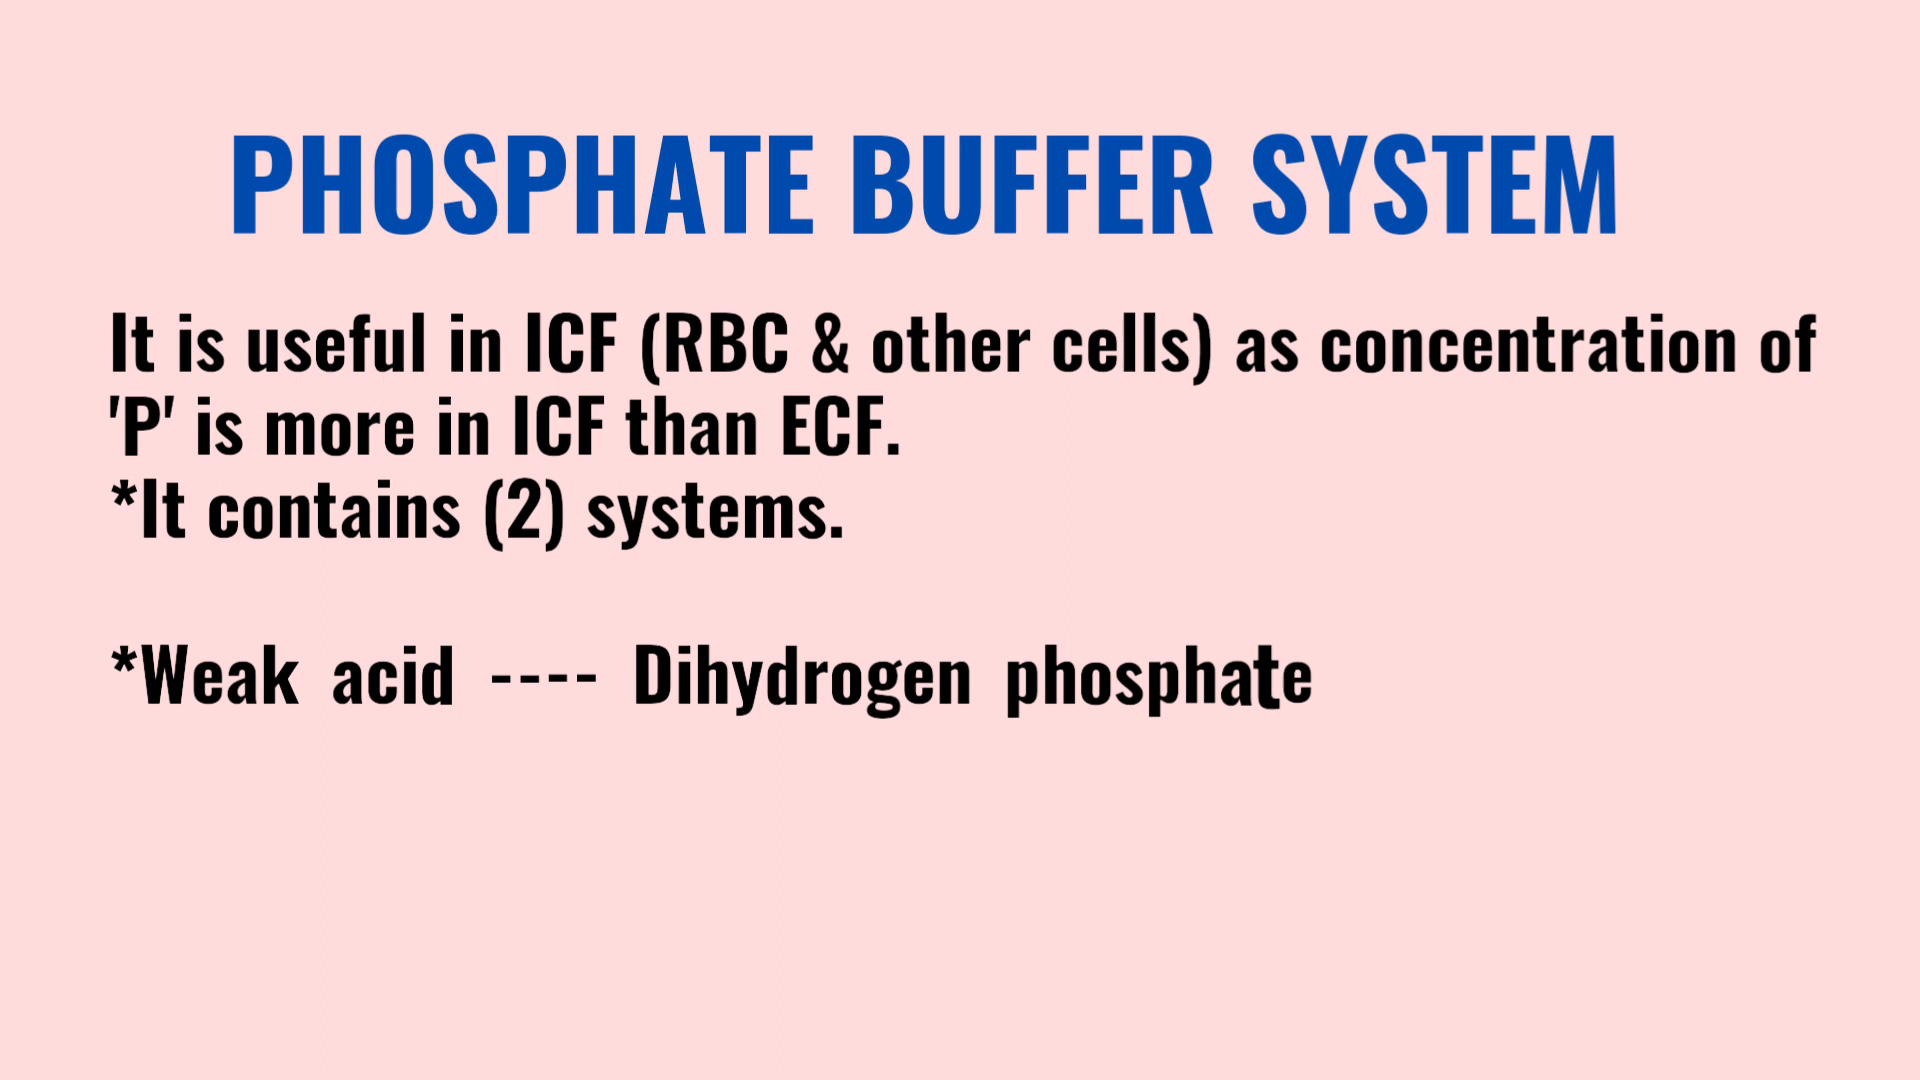 PHOSPHATE BUFFER SYSTEM
It is useful in ICF (RBC & other cells) as concentration of
'P' is more in ICF than ECF.
*It contains (2) systems.
*Weak acid ---- Dihydrogen phosphate